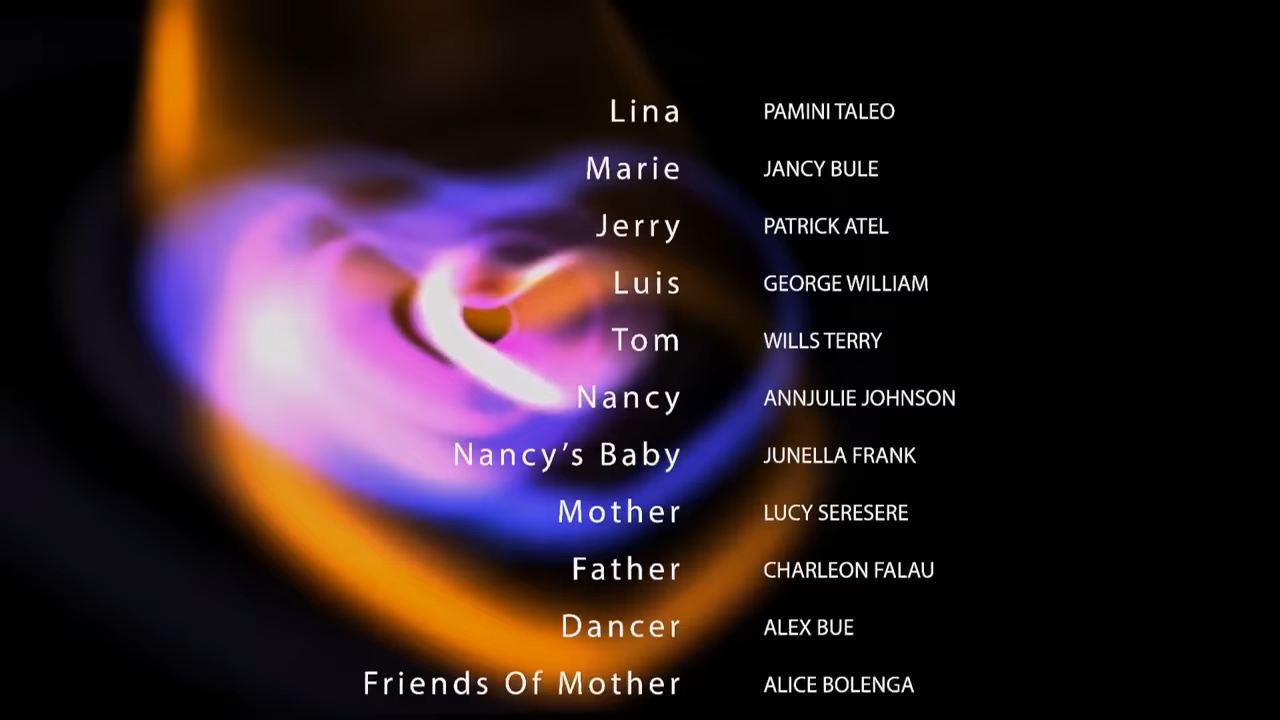 Lina PAMINI TALEO
Marie JANCY BULE
Jerry PATRICK ATEL
Luis GEORGE WILLIAM
Tom WILLS TERRY
Nancy ANNJULIE JOHNSON
Nancy’s Baby JUNELLA FRANK
Mother LUCY SERESERE
Father CHARLEON FALAU
Dancer ALEX BUE
Friends Of Mother ALICE BOLENGA